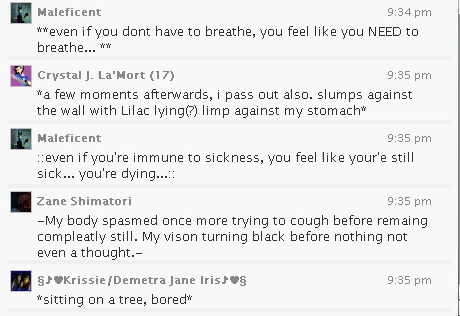 Maleficent 9:34 pm
**even if you dont have to breathe, you feel like you NEED to
breathe... **
Crystal J. La'Mort (17) 9:35 pm
*a few moments afterwards, i pass out also. slumps against
the wall with Lilac lying(?) limp against my stomach*
Maleficent 9:35 pm
::even if you're immune to sickness, you feel like your'e still
sick... you're dying...::
Zane Shimatori 9:35 pm
~My body spasmed once more trying to cough before remaing
compleatly still. My vison turning black before nothing not
even a thought.~
§♪♥Krissie/Demetra Jane Iris♪♥§ 9:35 pm
*sitting on a tree, bored*